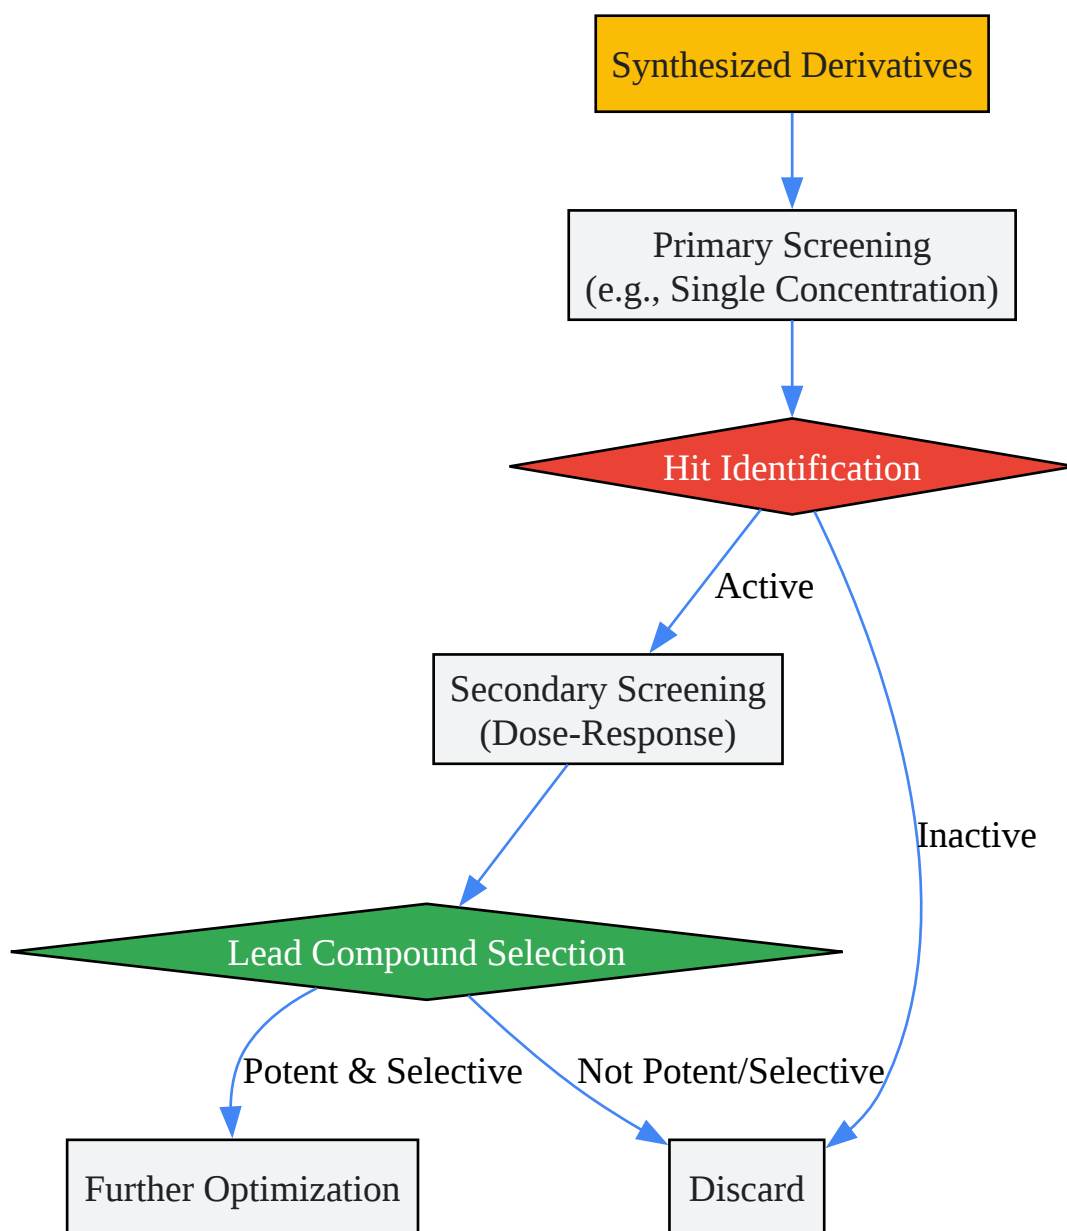 Synthesized Derivatives
Primary Screening
(e.g., Single Concentration)
Hit Identification
Active
Secondary Screening
(Dose-Response)
Inactive
Lead Compound Selection
Potent & Selective
Not Potent/Selective
Further Optimization
Discard